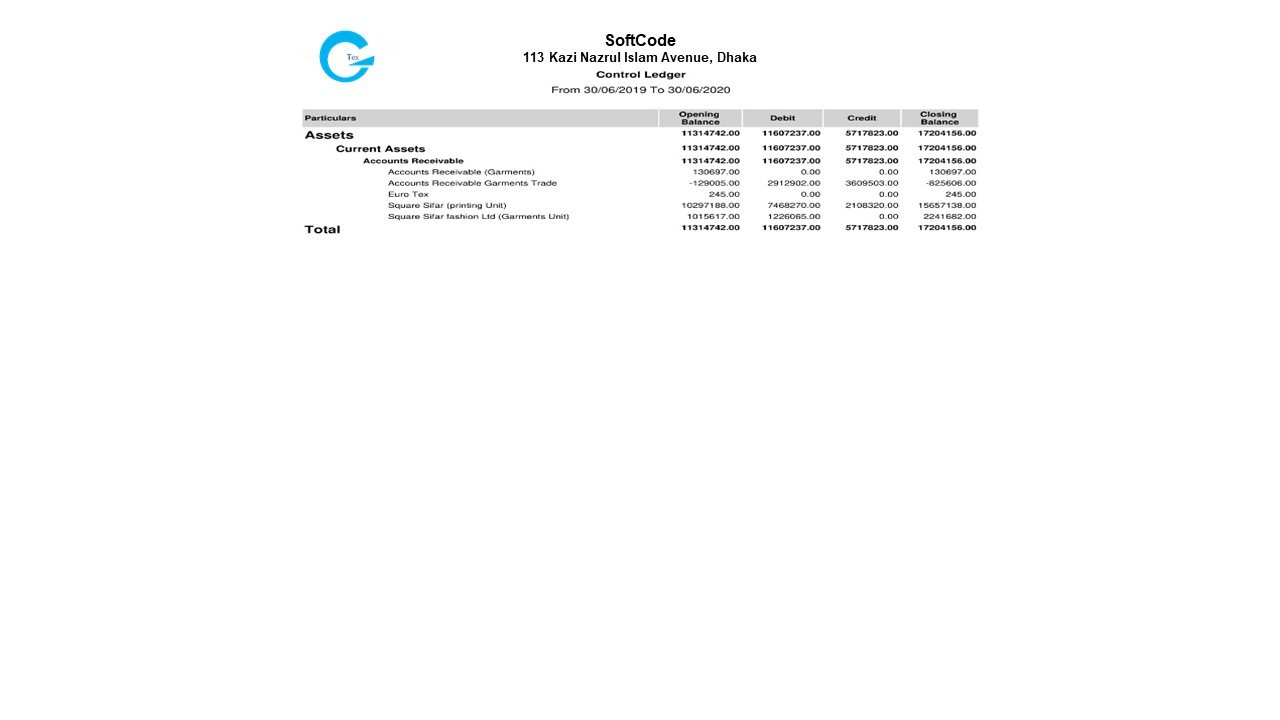 Tex
SoftCode
113 Kazi Nazrul Islam Avenue, Dhaka
Control Ledger
From 30/06/2019 To 30/06/2020
Particulars Opening Balance Debit Credit Closing Balance
Assets 11314742.00 11607237.00 5717823.00 17204156.00
Current Assets 11314742.00 11607237.00 5717823.00 17204156.00
Accounts Receivable 11314742.00 11607237.00 5717823.00 17204156.00
Accounts Receivable (Garments) 130697.00 0.00 0.00 130697.00
Accounts Receivable Garments Trade -129005.00 2912902.00 3609503.00 -825606.00
Euro Tex 245.00 0.00 0.00 245.00
Square Sifar (printing Unit) 10297188.00 7468270.00 2108320.00 15657138.00
Square Sifar fashion Ltd (Garments Unit) 1015617.00 1226065.00 0.00 2241682.00
Total 11314742.00 11607237.00 5717823.00 17204156.00